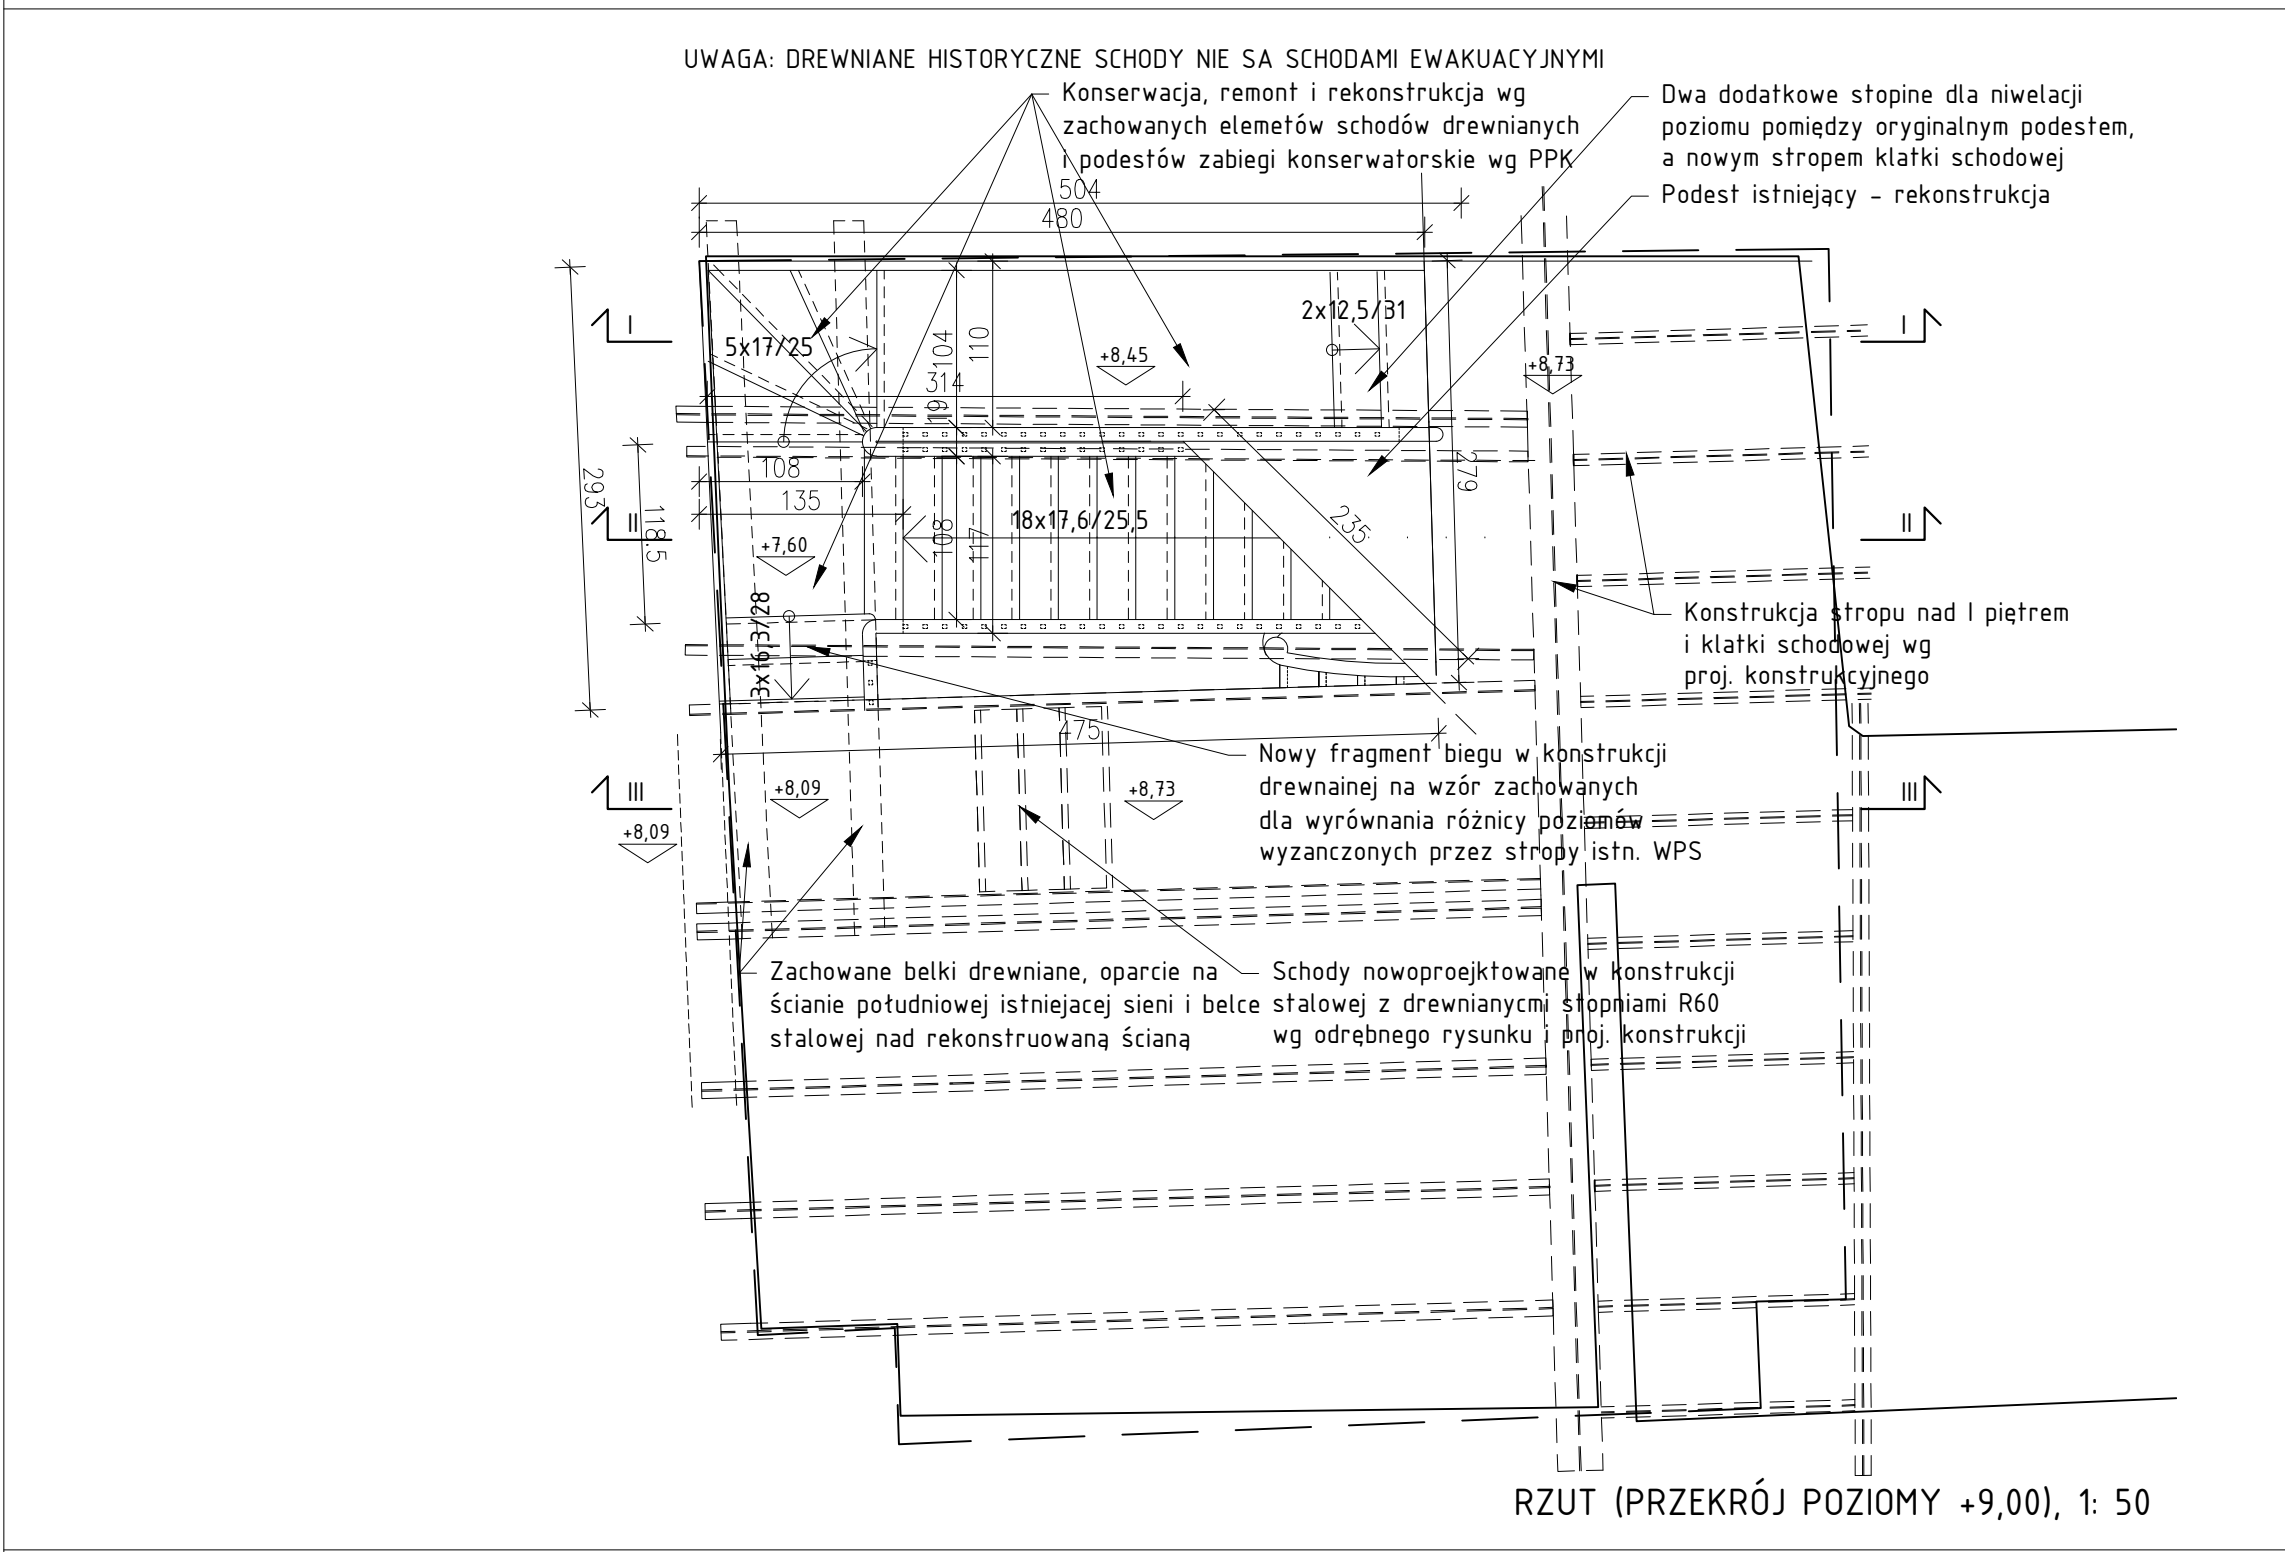 UWAGA: DREWNIANE HISTORYCZNE SCHODY NIE SA SCHODAMI EWAKUACYJNYMI
Konserwacja, remont i rekonstrukcja wg
zachowanych elemetów schodów drewnianych
i podestów zabiegi konserwatorskie wg PPK
Dwa dodatkowe stopine dla niwelacji
poziomu pomiędzy oryginalnym podestem,
a nowym stropem klatki schodowej
Podest istniejący - rekonstrukcja
504
480
I
5x17/25
104
110
314
19
+8,45
2x12,5/31
+8,73
I
108
135
293
118.5
II
+7,60
108
117
18x17,6/25,5
235
279
II
3x16,3/28
Konstrukcja stropu nad I piętrem
i klatki schodowej wg
proj. konstrukcyjnego
475
Nowy fragment biegu w konstrukcji
drewnainej na wzór zachowanych
dla wyrównania różnicy poziomów
wyzanczonych przez stropy istn. WPS
III
+8,09
+8,09
+8,73
III
Zachowane belki drewniane, oparcie na
ścianie południowej istniejacej sieni i belce
stalowej nad rekonstruowaną ścianą
Schody nowoproejktowane w konstrukcji
stalowej z drewnianycmi stopniami R60
wg odrębnego rysunku i proj. konstrukcji
RZUT (PRZEKRÓJ POZIOMY +9,00), 1: 50